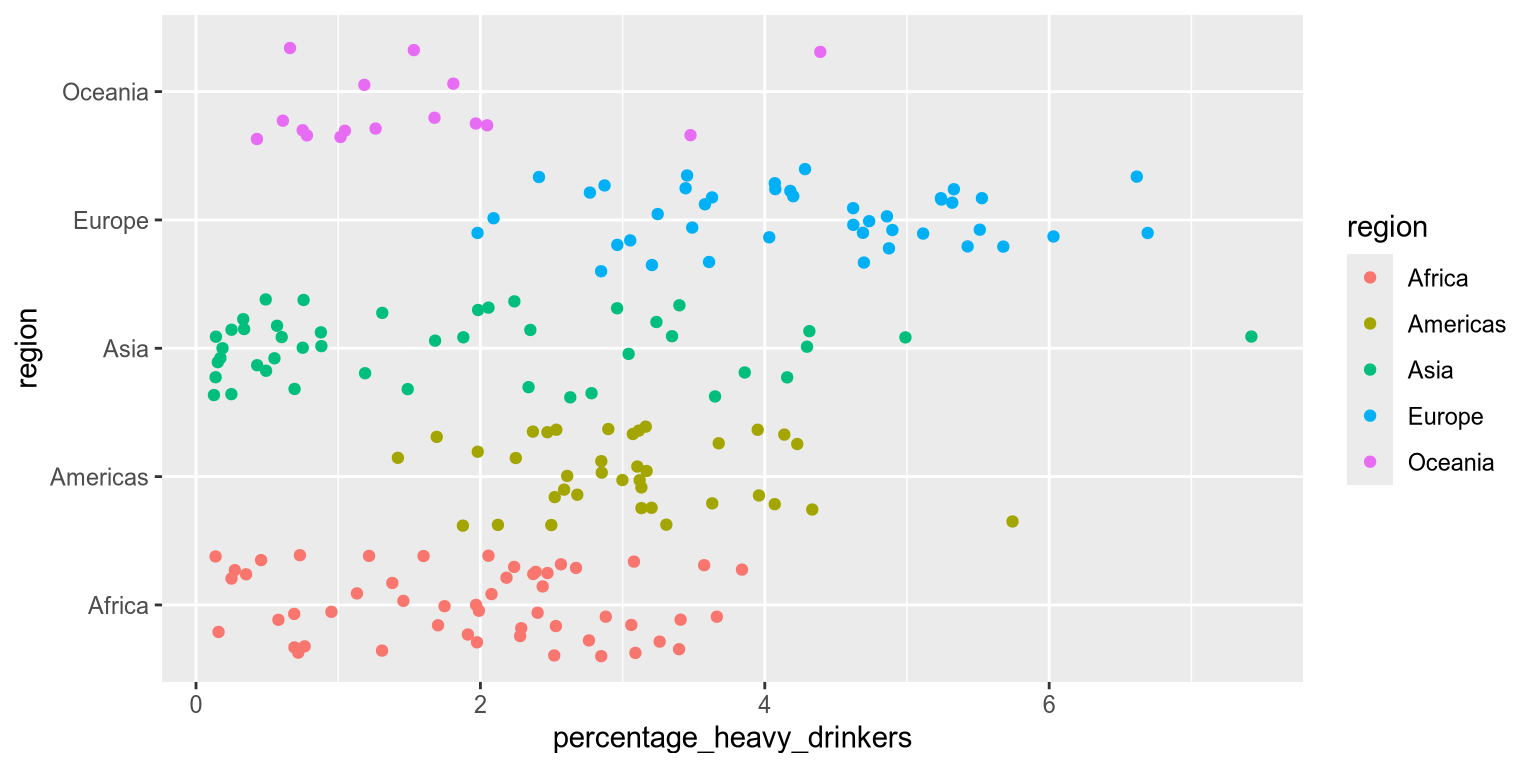 Oceania
Europe
Asia
Americas
Africa
region
0 2 4 6
percentage_heavy_drinkers
region
Africa
Americas
Asia
Europe
Oceania